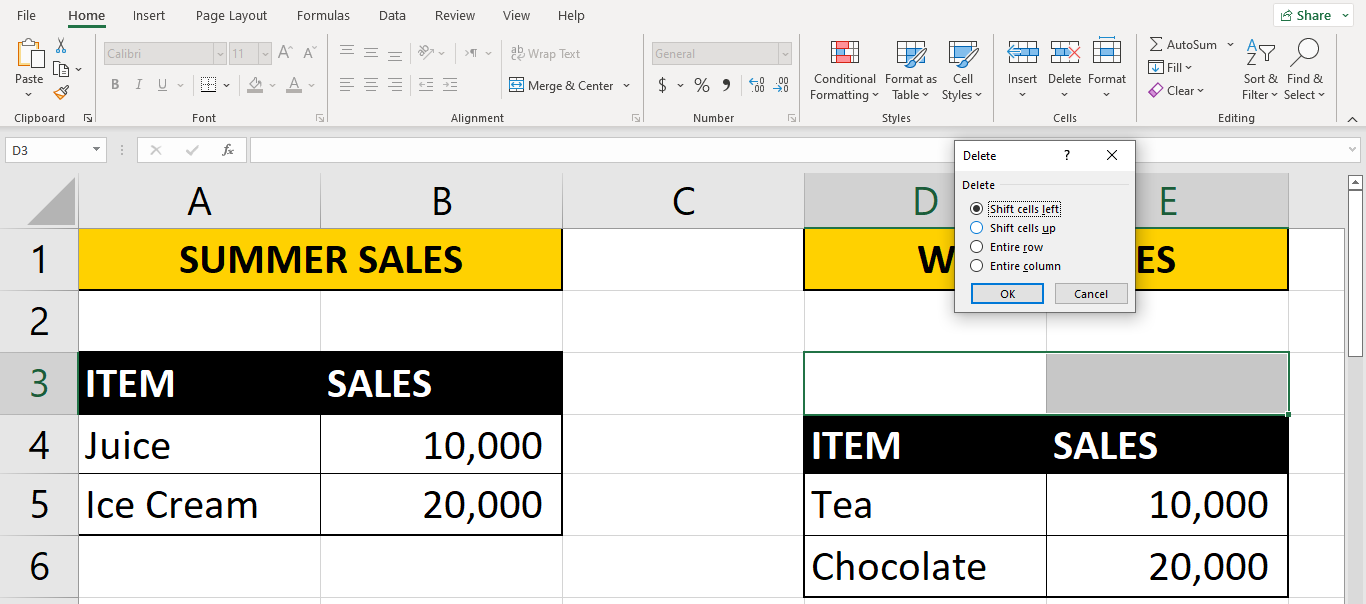 File Home Insert Page Layout Formulas Data Review View Help Share
Paste
Clipboard
Calibri 11 A A
B I U A
Font
ab Wrap Text
Merge & Center
Alignment
General
$ % 9 .00 .00
Number
Conditional Formatting Format as Table Cell Styles
Styles
Insert Delete Format
Cells
AutoSum
Fill
Clear
Sort & Filter Find & Select
Editing
D3 fx
Delete ?
Delete
Shift cells left
Shift cells up
Entire row
Entire column
OK Cancel
A B C D E
1 SUMMER SALES W ES
2
3 ITEM SALES
4 Juice 10,000 ITEM SALES
5 Ice Cream 20,000 Tea 10,000
6 Chocolate 20,000